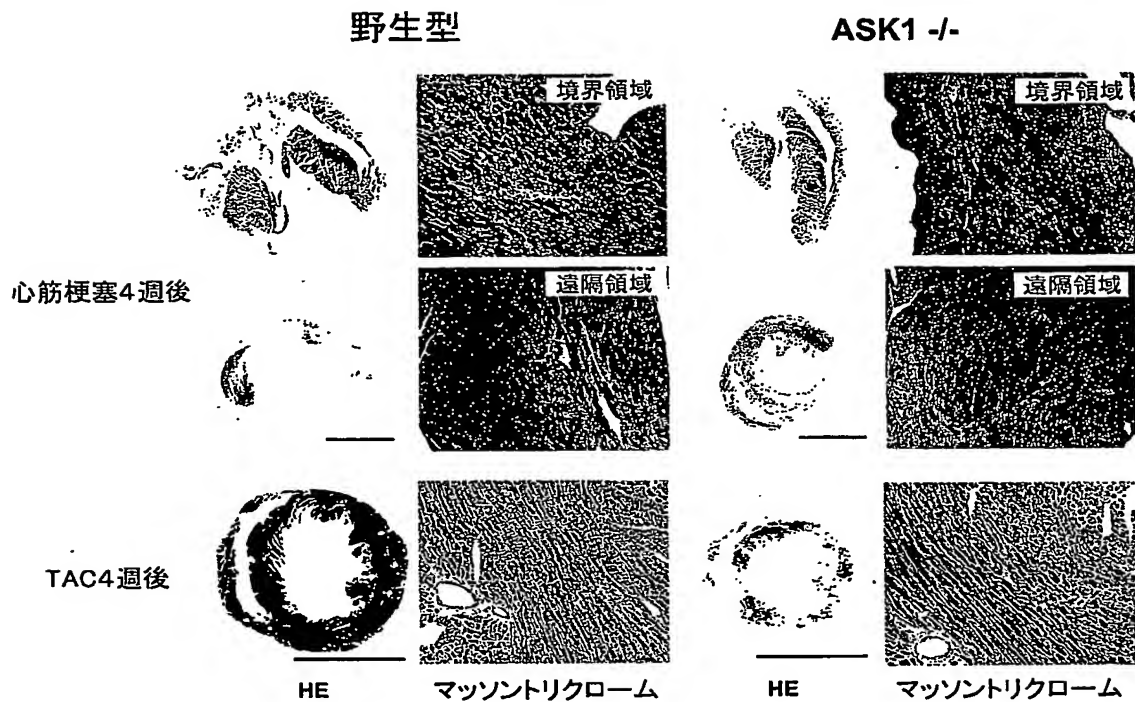 野生型
ASK1 -/-
境界領域
境界領域
心筋梗塞4週後
遠隔領域
遠隔領域
TAC4週後
HE
マッソントリクローム
HE
マッソントリクローム